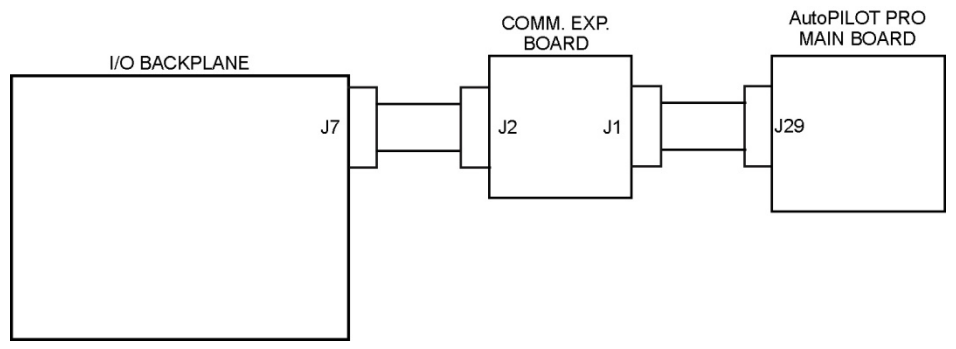 I/O BACKPLANE
J7
COMM. EXP.
BOARD
J2
J1
AutoPILOT PRO
MAIN BOARD
J29